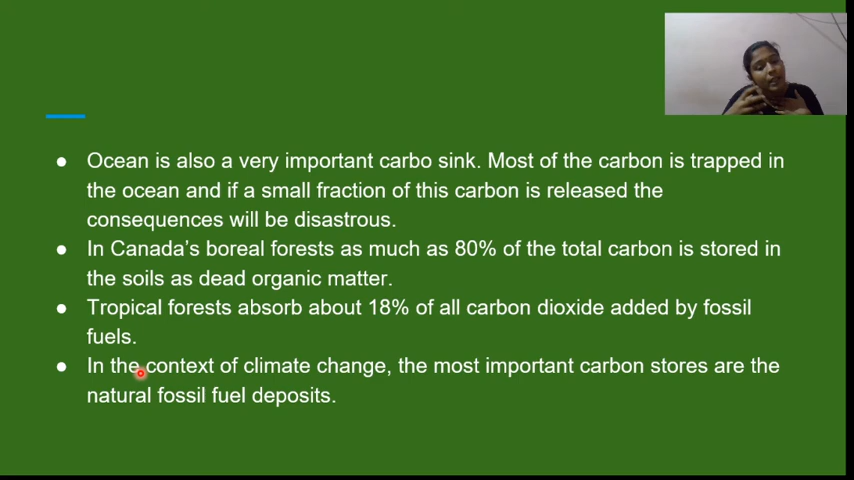 Ocean is also a very important carbo sink. Most of the carbon is trapped in
the ocean and if a small fraction of this carbon is released the
consequences will be disastrous.
In Canada's boreal forests as much as 80% of the total carbon is stored in
the soils as dead organic matter.
Tropical forests absorb about 18% of all carbon dioxide added by fossil
fuels.
In the context of climate change, the most important carbon stores are the
natural fossil fuel deposits.